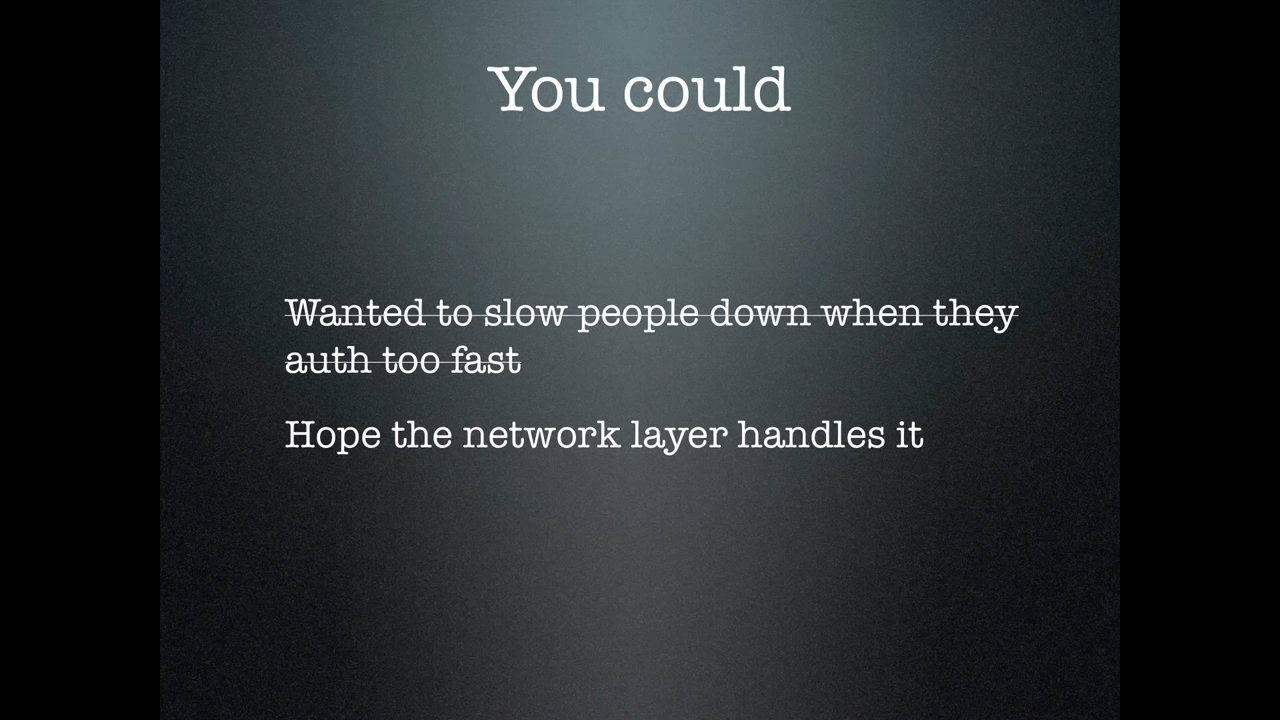 You could
Wanted to slow people down when they
auth too fast
Hope the network layer handles it